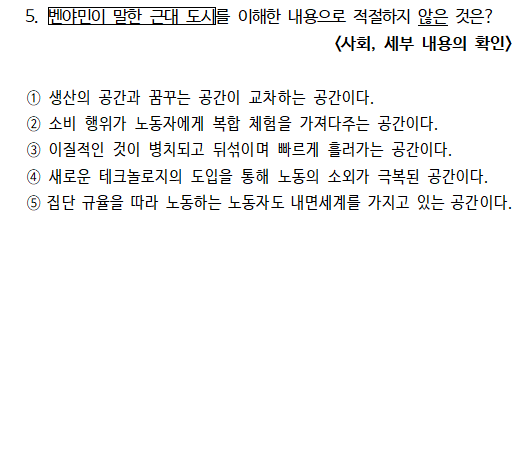 5. 벤야민이 말한 근대 도시를 이해한 내용으로 적절하지 않은 것은?
<사회, 세부 내용의 확인>
① 생산의 공간과 꿈꾸는 공간이 교차하는 공간이다.
② 소비 행위가 노동자에게 복합 체험을 가져다주는 공간이다.
③ 이질적인 것이 병치되고 뒤섞이며 빠르게 흘러가는 공간이다.
④ 새로운 테크놀로지의 도입을 통해 노동의 소외가 극복된 공간이다.
⑤ 집단 규율을 따라 노동하는 노동자도 내면세계를 가지고 있는 공간이다.